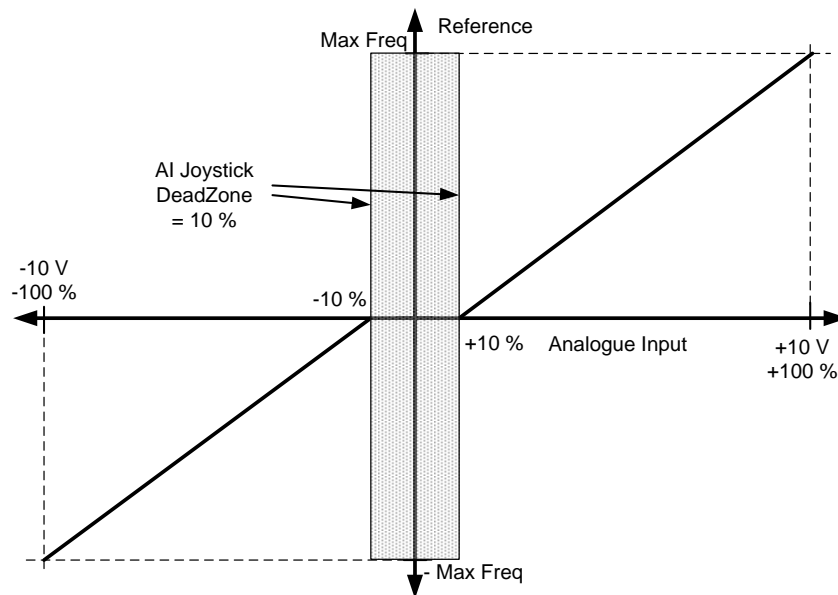 Reference
Max Freq
AI Joystick
DeadZone
= 10 %
-10 V
-100 %
-10 %
+10 %
Analogue Input
+10 V
+100 %
- Max Freq